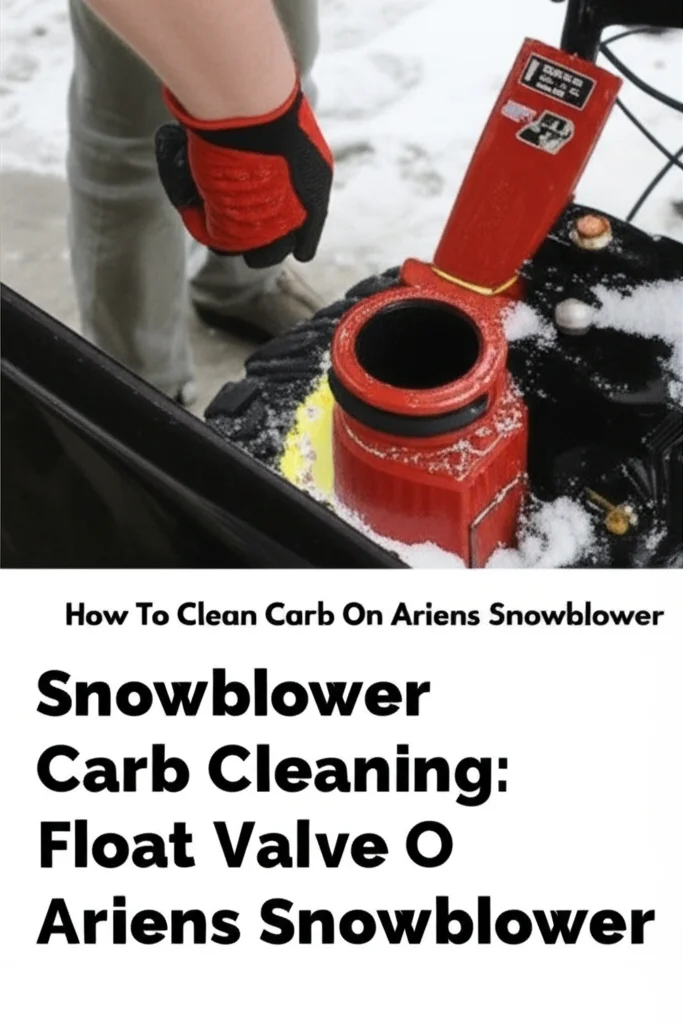 How To Clean Carb On Ariens Snowblower
Snowblower
Carb Cleaning:
Float Valve O
Ariens Snowblower